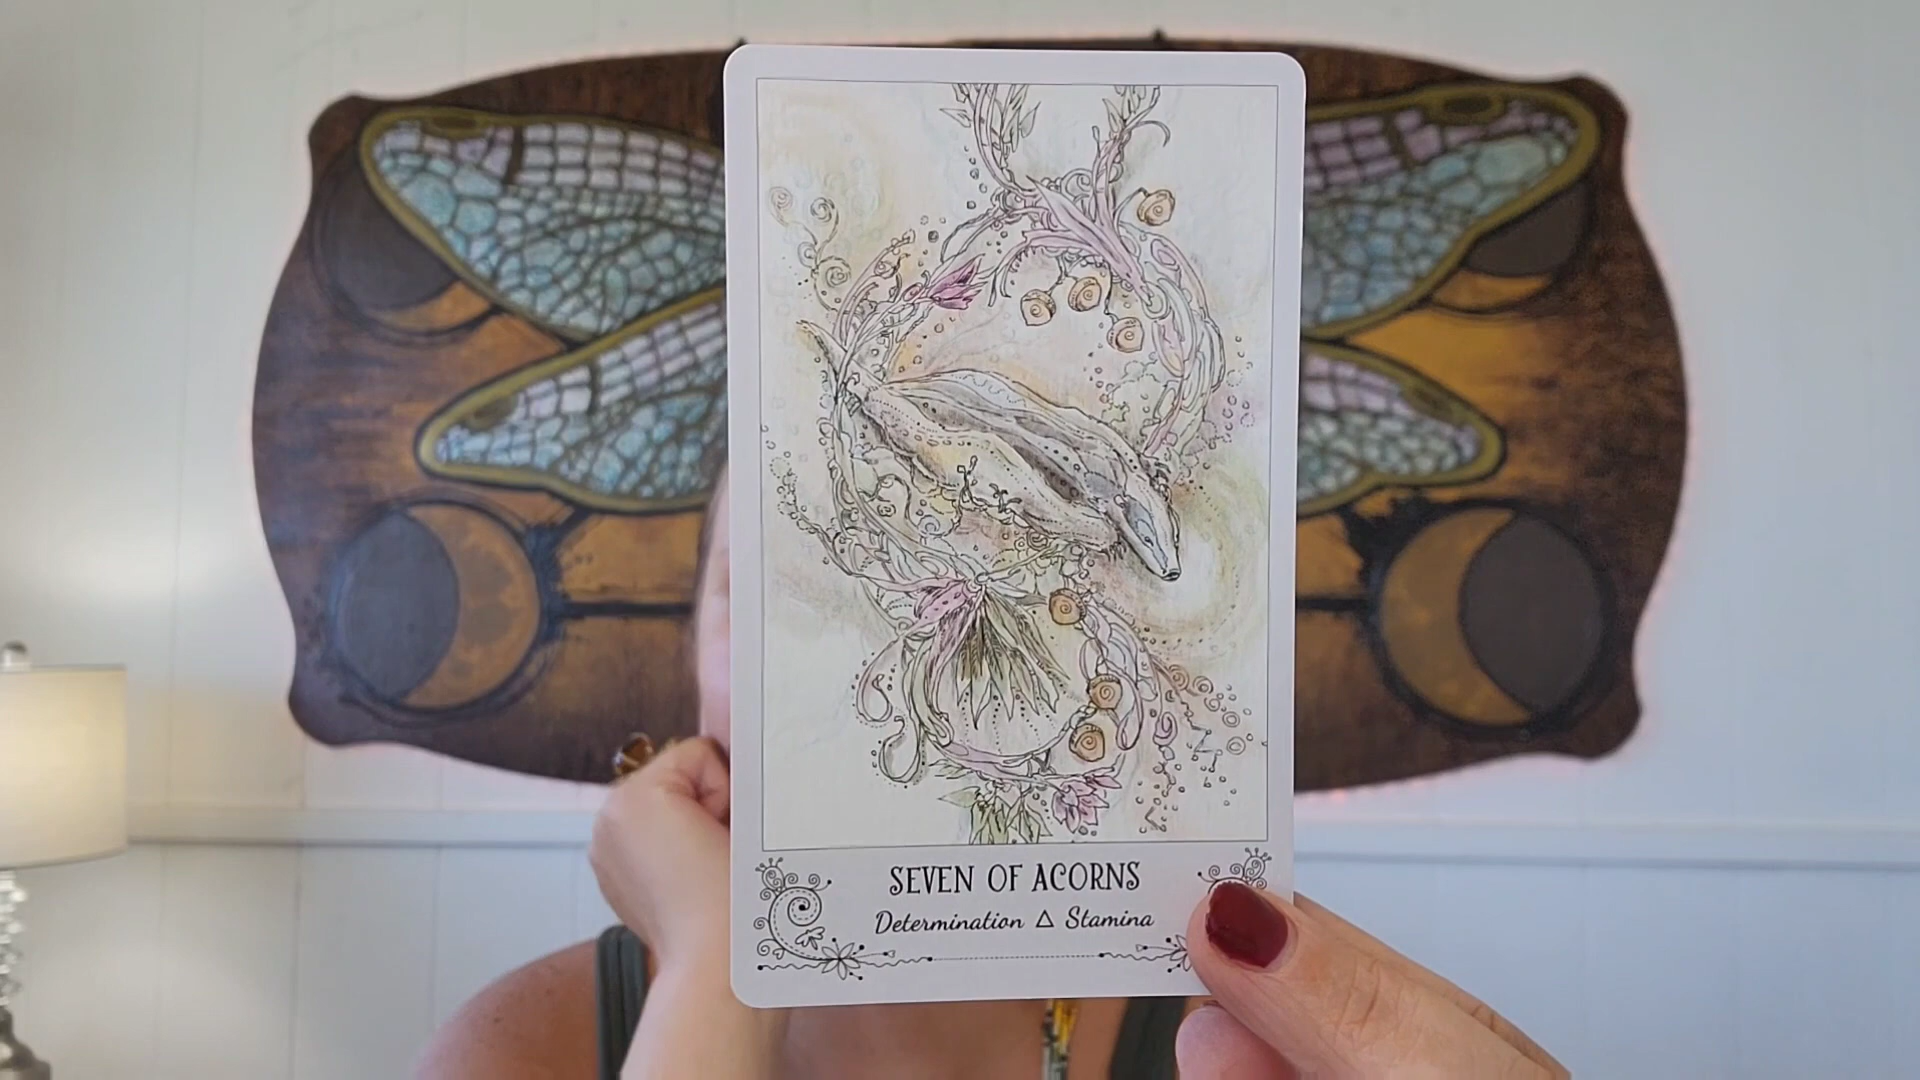 SEVEN OF ACORNS
Determination △ Stamina